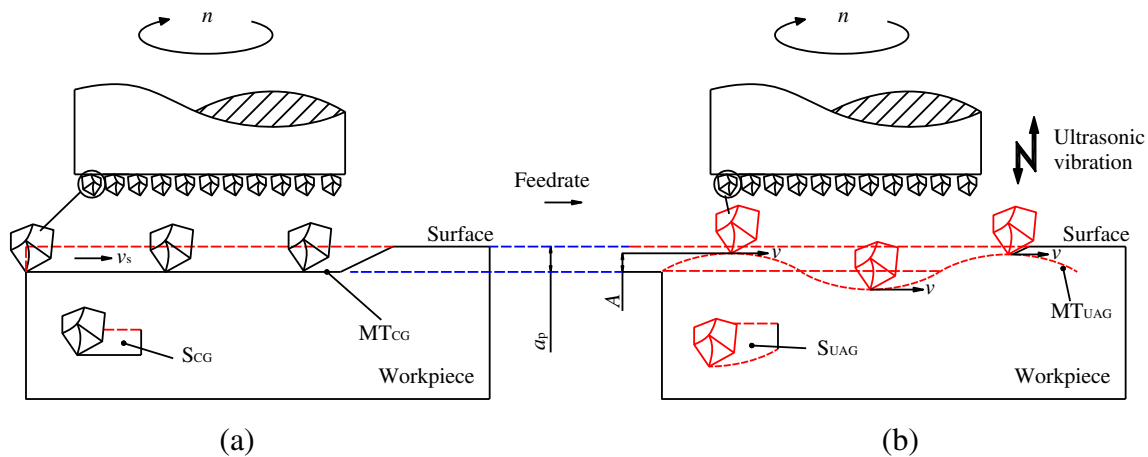 n
n
Ultrasonic
vibration
Feedrate
Surface
Surface
vs
v
v
A
v
MTCG
MTUAG
ap
SCG
SUAG
Workpiece
Workpiece
(a)
(b)